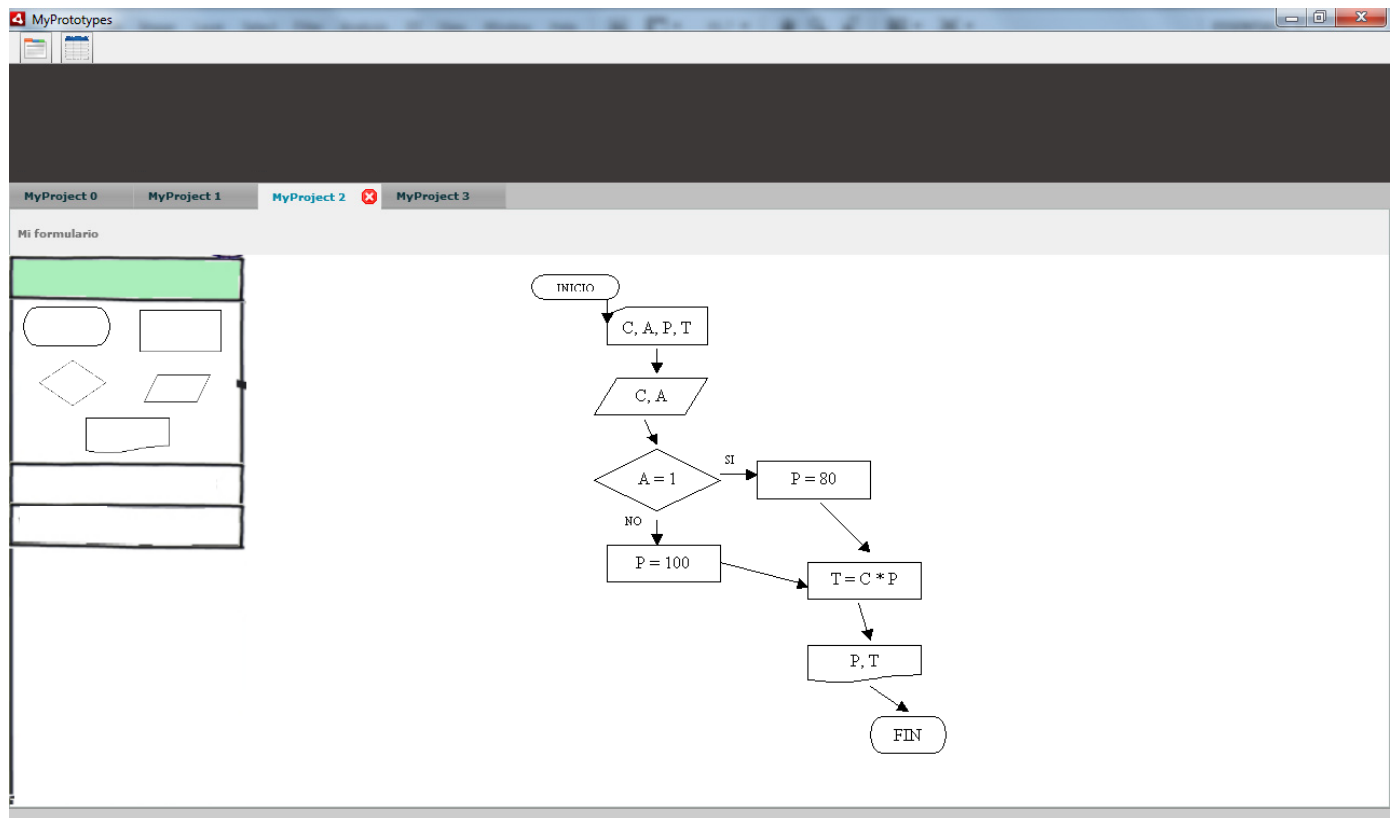 MyPrototypes
MyProject 0
MyProject 1
MyProject 2
MyProject 3
Mi formulario
INICIO
C, A, P, T
C, A
A = 1
SI
P = 80
NO
P = 100
T = C * P
P, T
FIN